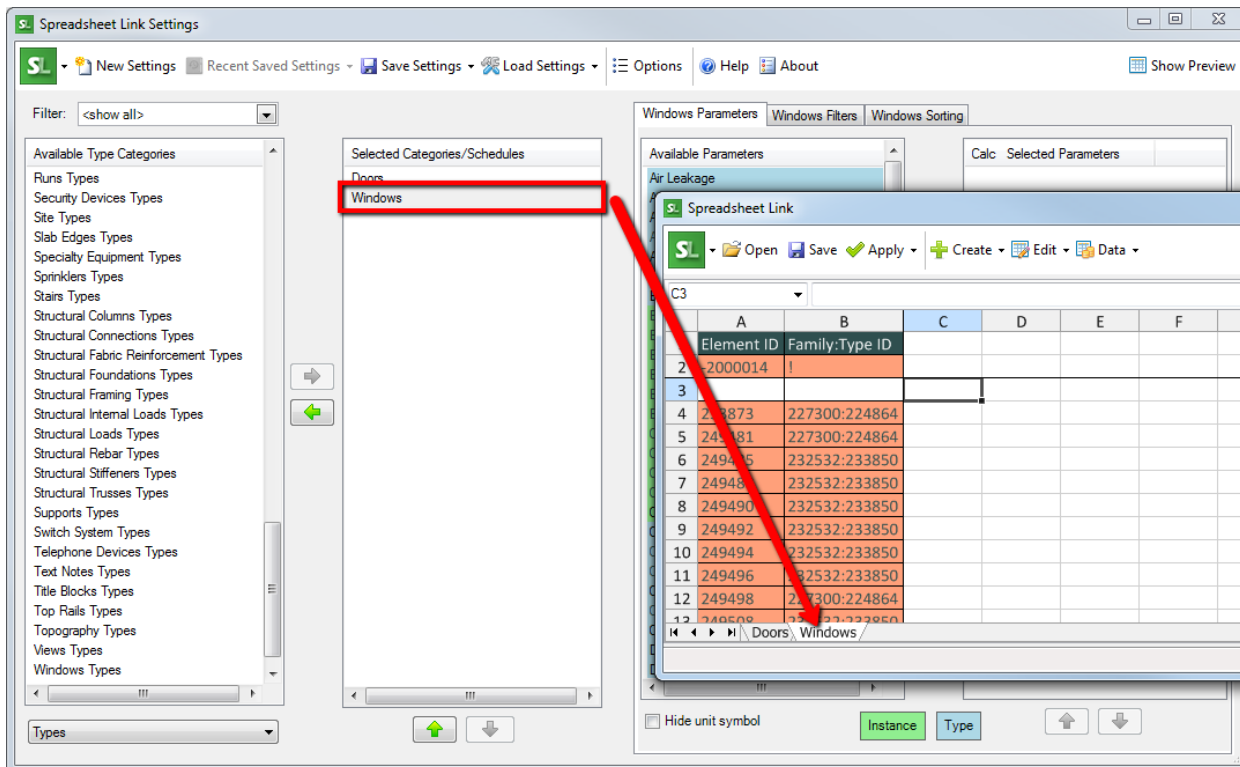 SL Spreadsheet Link Settings
SL New Settings Recent Saved Settings Save Settings Load Settings Options Help About Show Preview
Filter: <show all>
Windows Parameters Windows Filters Windows Sorting
Available Type Categories
Runs Types
Security Devices Types
Site Types
Slab Edges Types
Specialty Equipment Types
Sprinklers Types
Stairs Types
Structural Columns Types
Structural Connections Types
Structural Fabric Reinforcement Types
Structural Foundations Types
Structural Framing Types
Structural Internal Loads Types
Structural Loads Types
Structural Rebar Types
Structural Stiffeners Types
Structural Trusses Types
Supports Types
Switch System Types
Telephone Devices Types
Text Notes Types
Title Blocks Types
Top Rails Types
Topography Types
Views Types
Windows Types
Types
Selected Categories/Schedules
Doors
Windows
Available Parameters
Air Leakage
Calc Selected Parameters
SL Spreadsheet Link
SL Open Save Apply Create Edit Data
C3
A B C D E F
Element ID Family:Type ID
2 -2000014 !
3
4 227300:224864
5 227300:224864
6 232532:233850
7 232532:233850
8 249490 232532:233850
9 249492 232532:233850
10 249494 232532:233850
11 249496 232532:233850
12 249498 227300:224864
13 249508
Doors Windows
Hide unit symbol
Instance Type